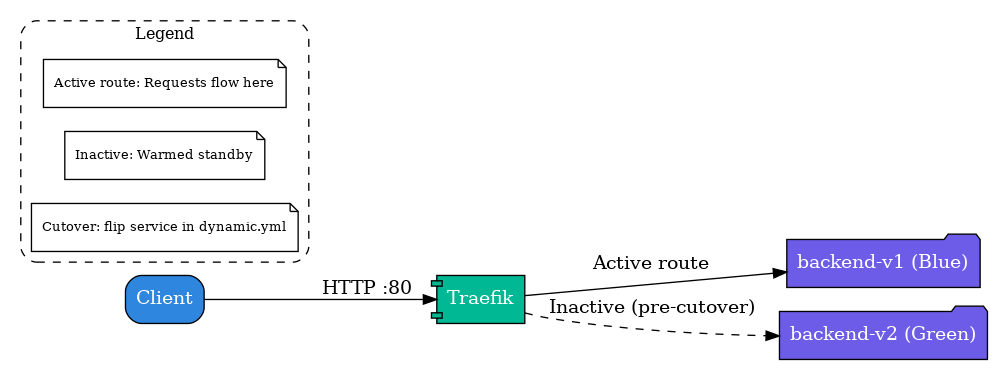 Legend
Active route: Requests flow here
Inactive: Warmed standby
Cutover: flip service in dynamic.yml
Client
HTTP :80
Traefik
Active route
Inactive (pre-cutover)
backend-v1 (Blue)
backend-v2 (Green)